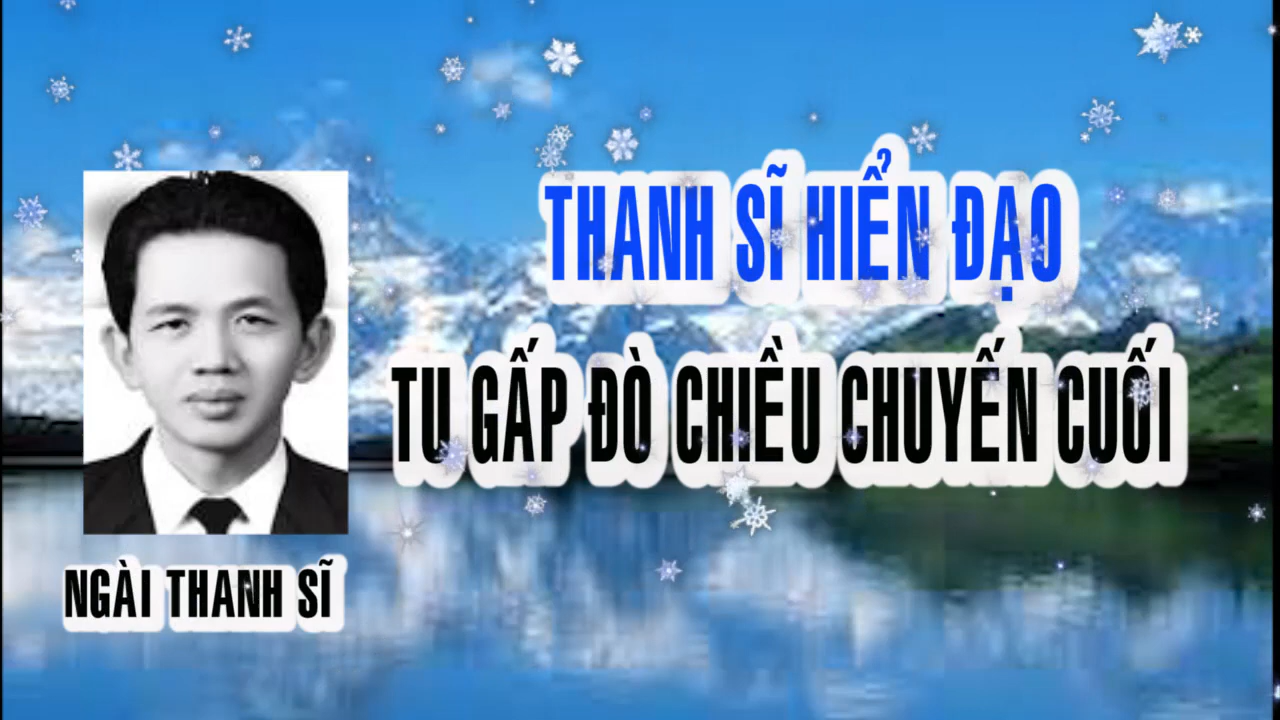 THANH SĨ HIỂN ĐẠO
TU GẤP ĐÒ CHIỀU CHUYẾN CUỐI
NGÀI THANH SĨ